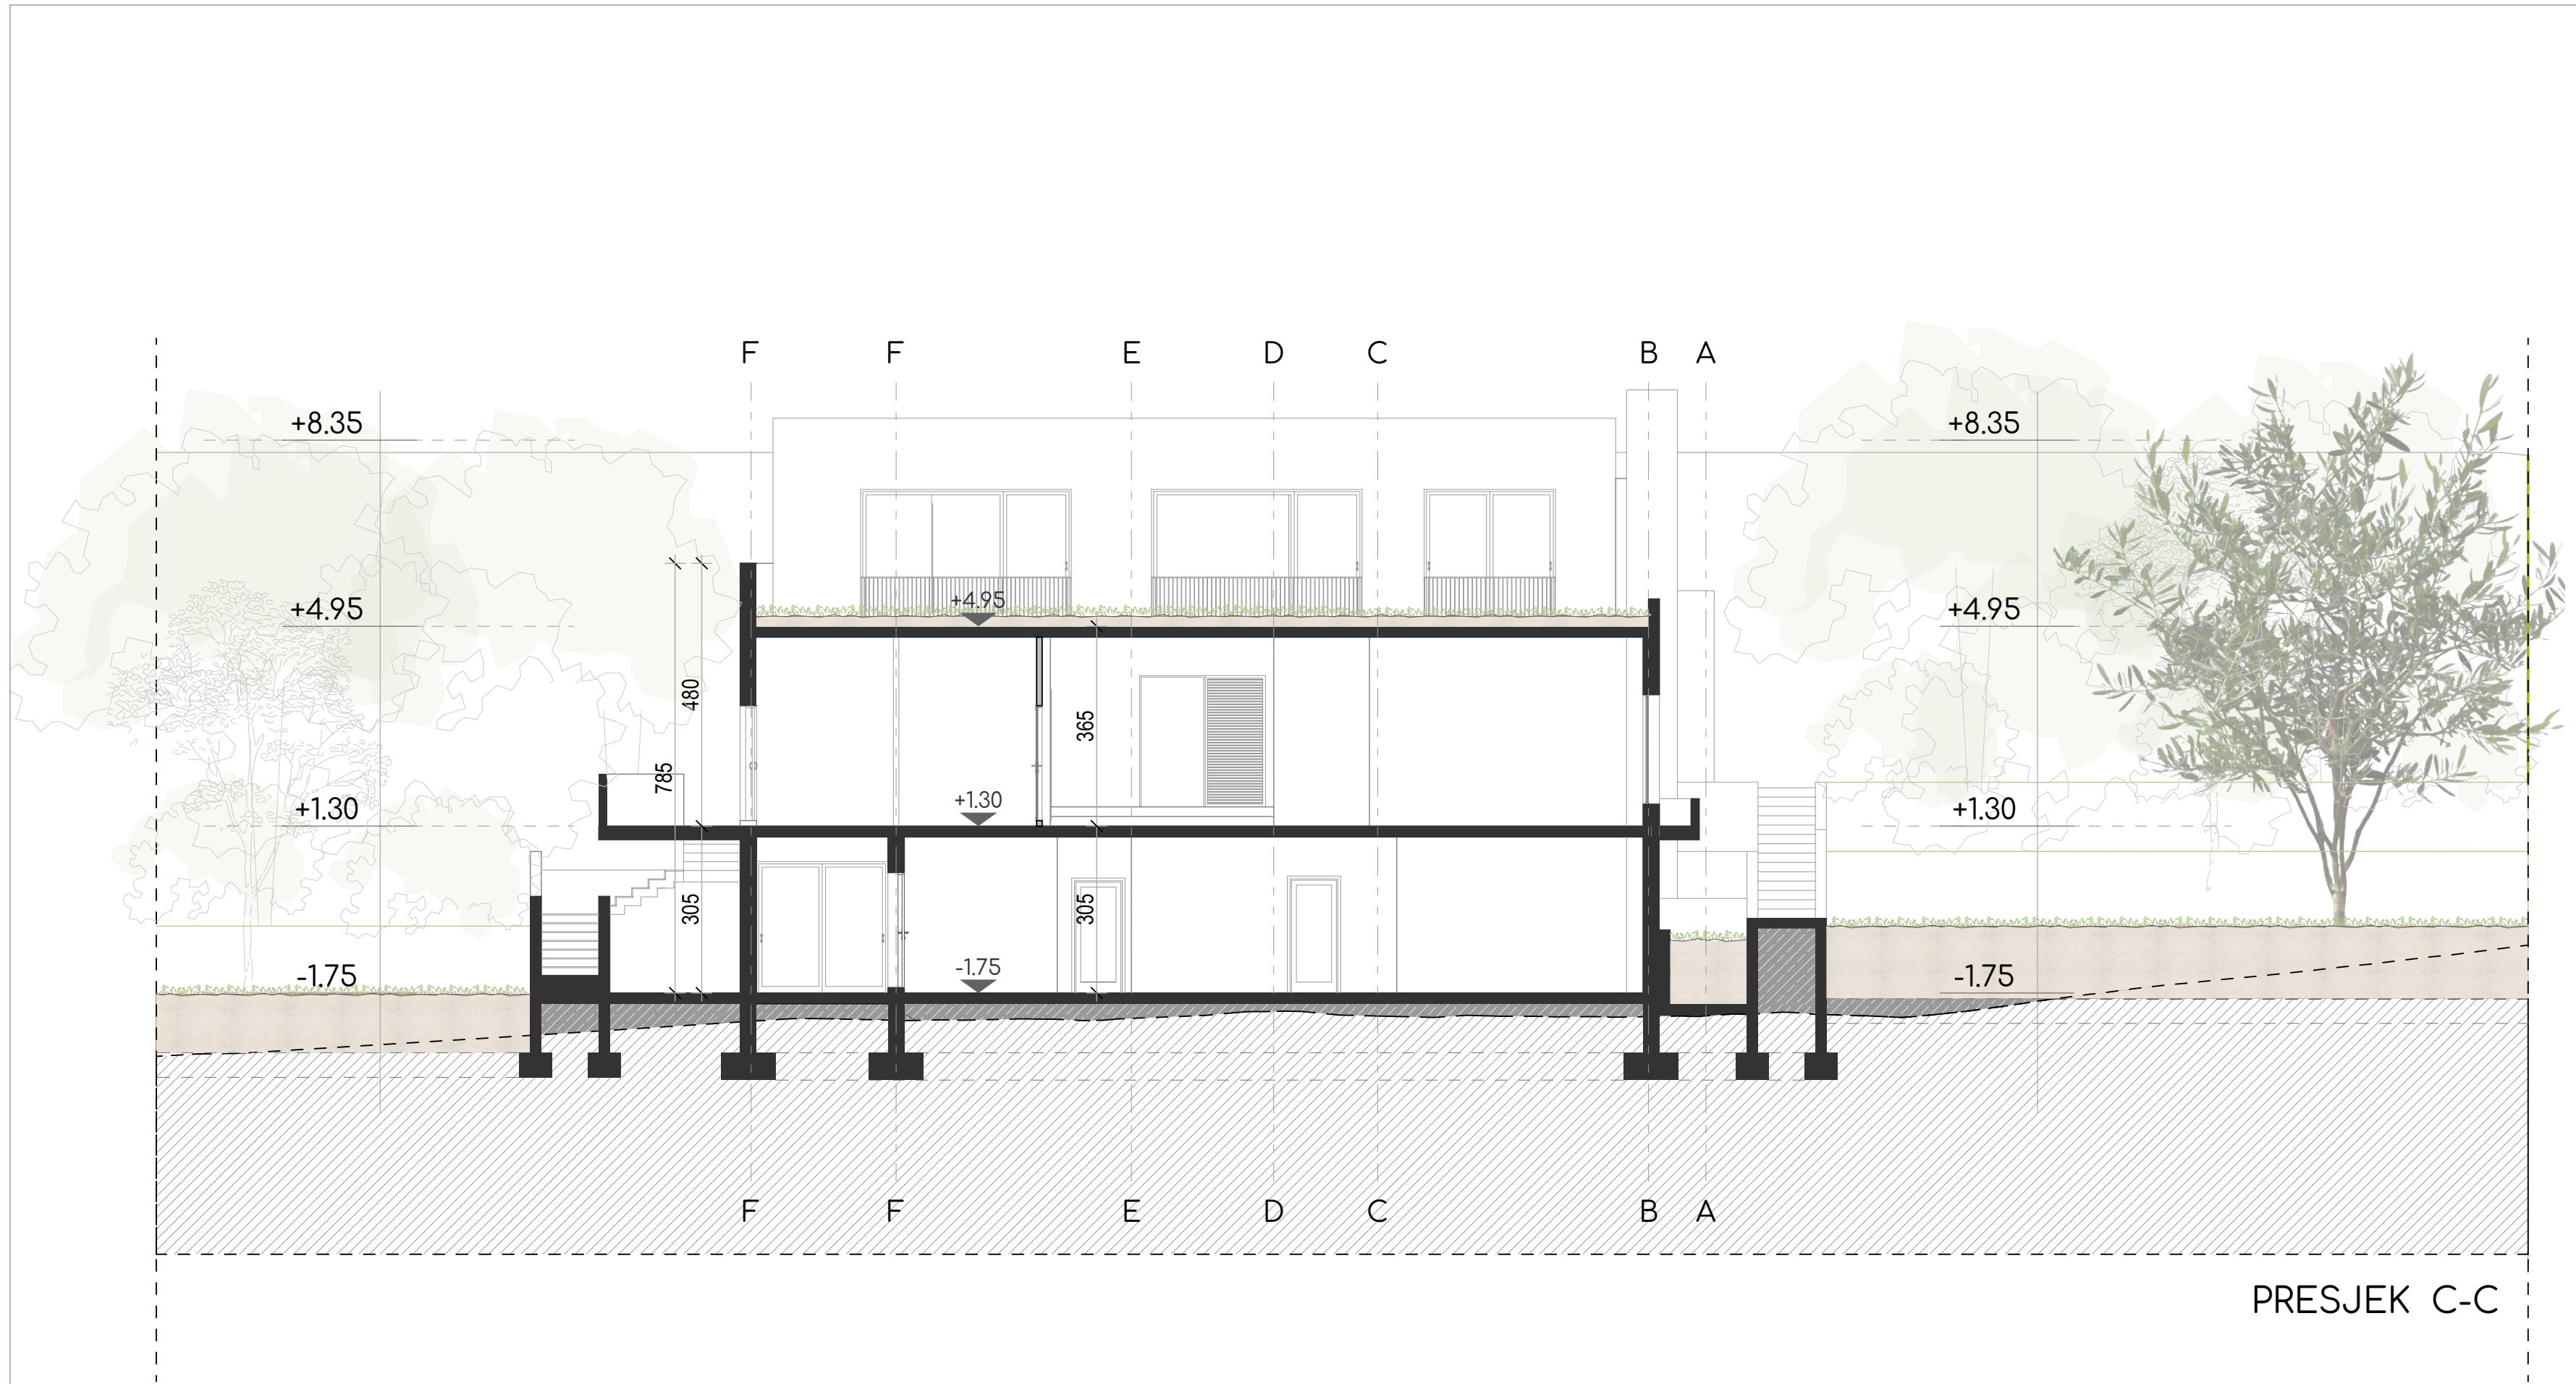 F F E D C B A
+8.35 +8.35
+4.95 +4.95 +4.95
480
365
785
+1.30 +1.30 +1.30
305 305
-1.75 -1.75 -1.75
F F E D C B A
PRESJEK C-C